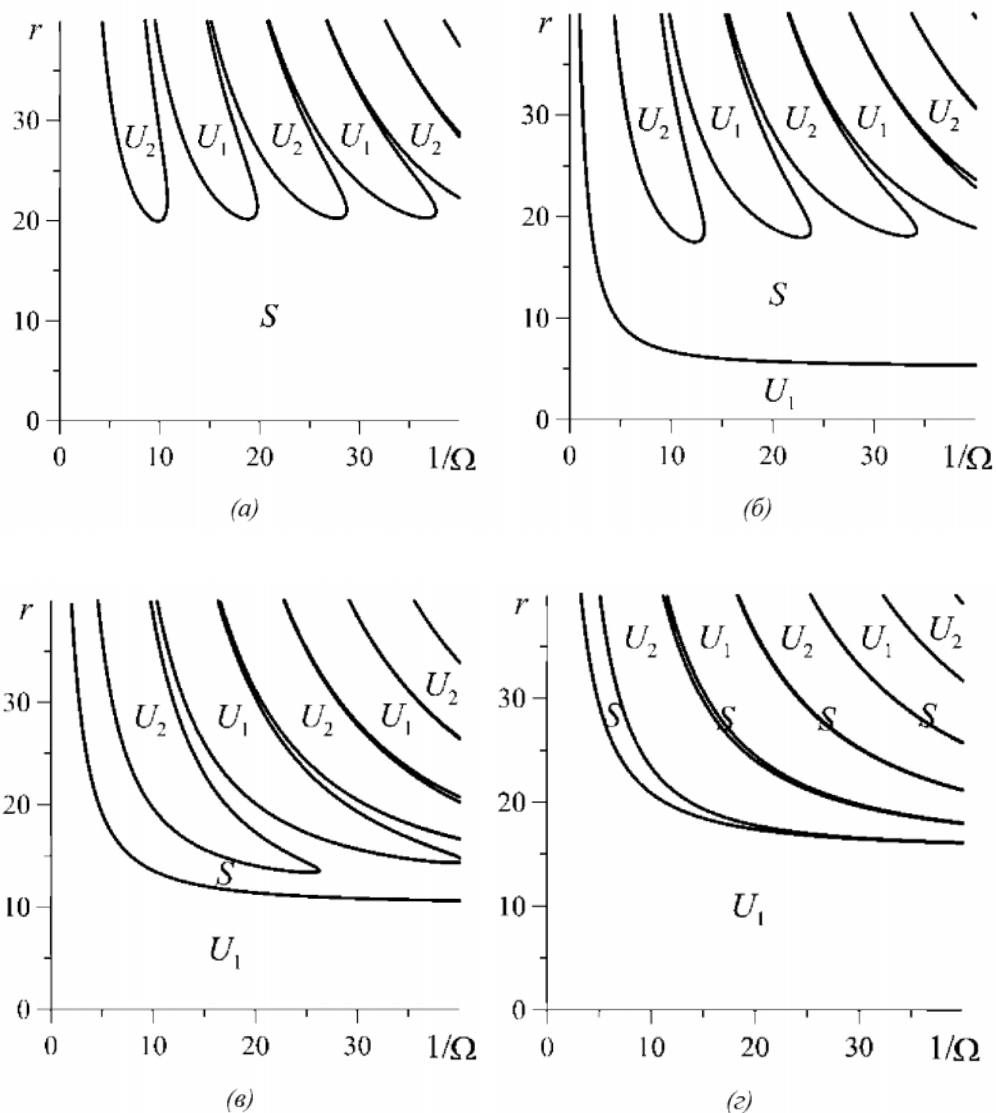 r
30
20
10
0
U₂ U₁ U₂ U₁ U₂
S
0 10 20 30 1/Ω
(а)
r
30
20
10
0
U₂ U₁ U₂ U₁ U₂
S
U₁
0 10 20 30 1/Ω
(б)
r
30
20
10
0
U₂ U₁ U₂ U₁ U₂
S
U₁
0 10 20 30 1/Ω
(в)
r
30
20
10
0
U₂ U₁ U₂ U₁ U₂
S S S S
U₁
0 10 20 30 1/Ω
(г)